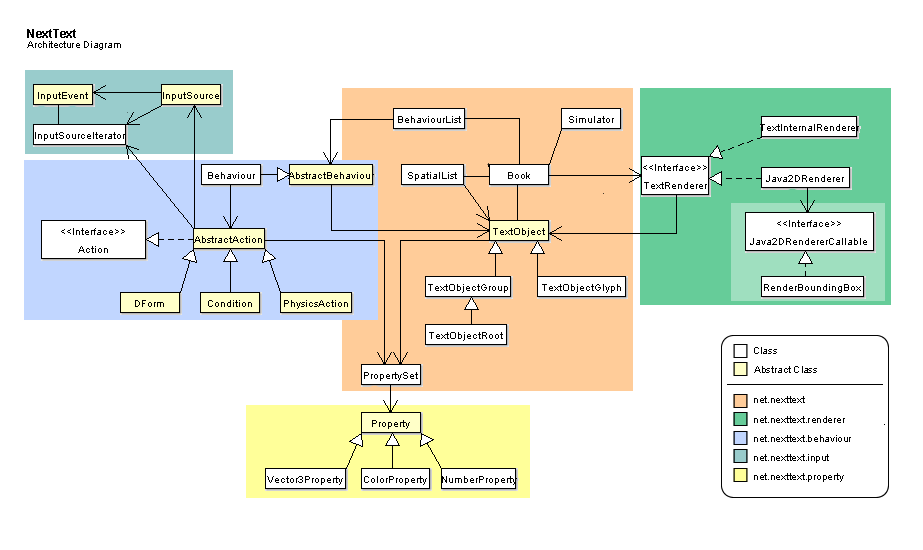 NextText
Architecture Diagram
InputEvent
InputSource
InputSourceIterator
BehaviourList
Simulator
TextInternalRenderer
Behaviour
AbstractBehaviour
SpatialList
Book
<<Interface>>
TextRenderer
Java2DRenderer
<<Interface>>
Action
AbstractAction
TextObject
<<Interface>>
Java2DRendererCallable
DForm
Condition
PhysicsAction
TextObjectGroup
TextObjectGlyph
RenderBoundingBox
TextObjectRoot
PropertySet
Property
Vector3Property
ColorProperty
NumberProperty
Class
Abstract Class
net.nexttext
net.nexttext.renderer
net.nexttext.behaviour
net.nexttext.input
net.nexttext.property